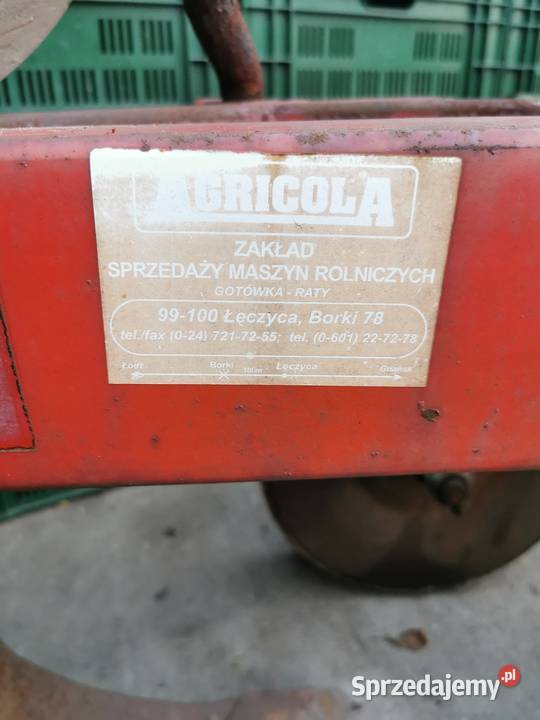 AGRICOLA
ZAKŁAD
SPRZEDAŻY MASZYN ROLNICZYCH
GOTÓWKA - RATY
99-100 Łęczyca, Borki 78
tel./fax (0-24) 721-72-55; tel. (0-601) 22-72-78
Łódź Borki Łęczyca Gdańsk
Sprzedajemy.pl